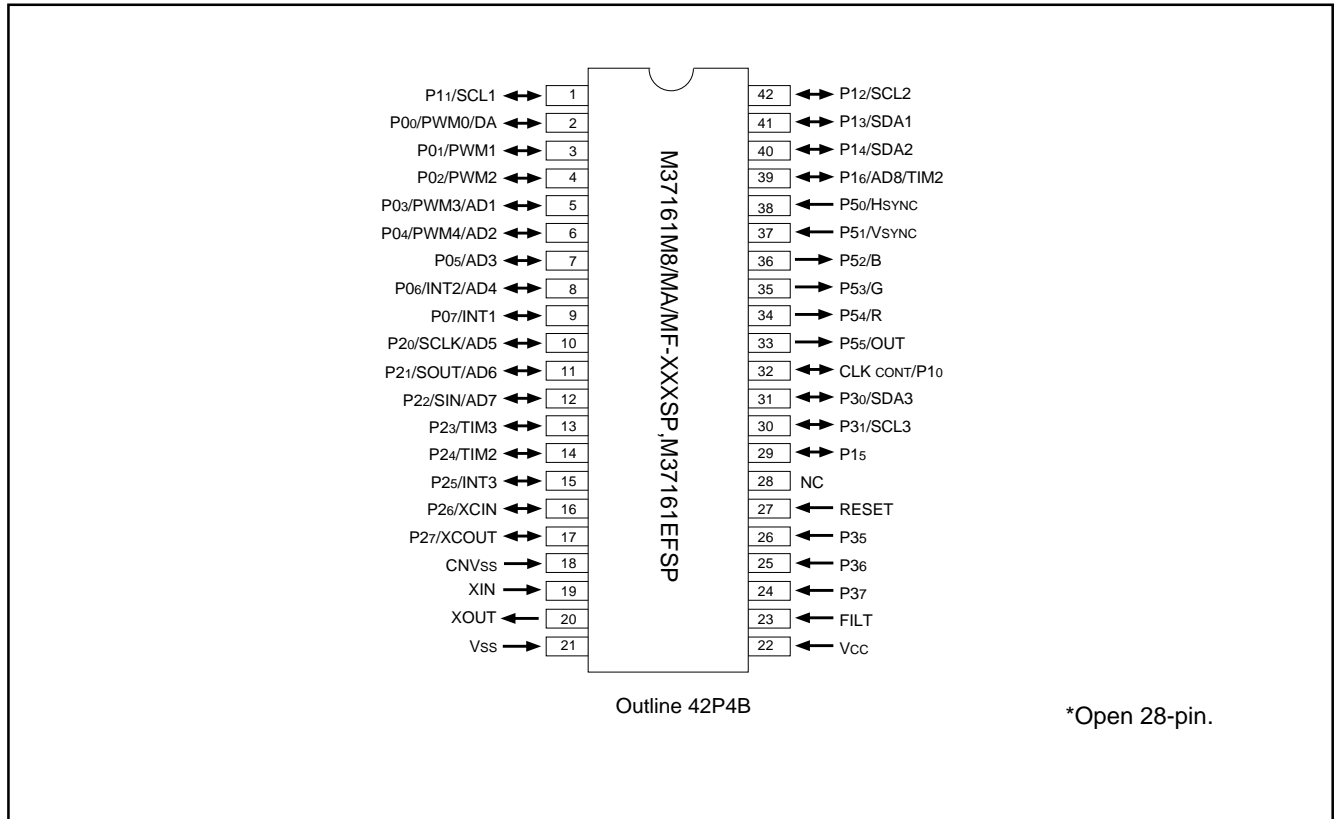 P11/SCL1 1
P00/PWM0/DA 2
P01/PWM1 3
P02/PWM2 4
P03/PWM3/AD1 5
P04/PWM4/AD2 6
P05/AD3 7
P06/INT2/AD4 8
P07/INT1 9
P20/SCLK/AD5 10
P21/SOUT/AD6 11
P22/SIN/AD7 12
P23/TIM3 13
P24/TIM2 14
P25/INT3 15
P26/XCIN 16
P27/XCOUT 17
CNVSS 18
XIN 19
XOUT 20
VSS 21
M37161M8/MA/MF-XXXSP,M37161EFSP
42 P12/SCL2
41 P13/SDA1
40 P14/SDA2
39 P16/AD8/TIM2
38 P50/HSYNC
37 P51/VSYNC
36 P52/B
35 P53/G
34 P54/R
33 P55/OUT
32 CLK CONT/P10
31 P30/SDA3
30 P31/SCL3
29 P15
28 NC
27 RESET
26 P35
25 P36
24 P37
23 FILT
22 VCC
Outline 42P4B
*Open 28-pin.